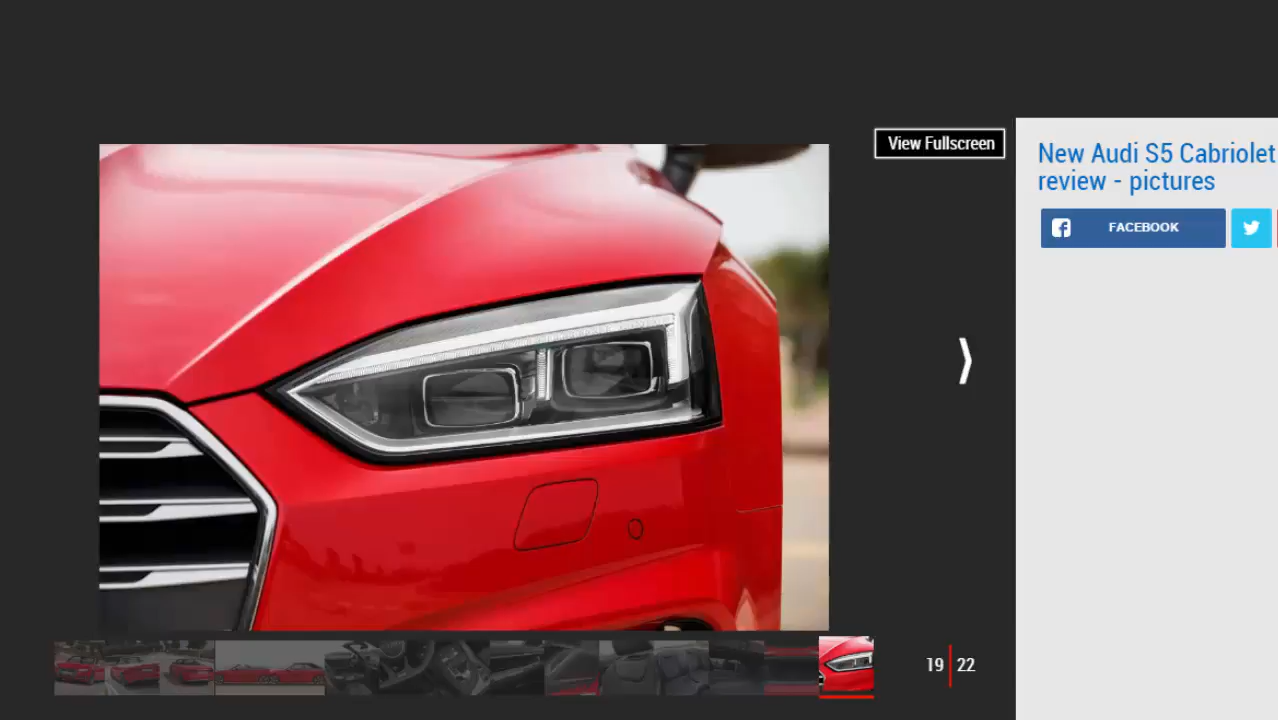 View Fullscreen
New Audi S5 Cabriolet
review - pictures
FACEBOOK
19 22